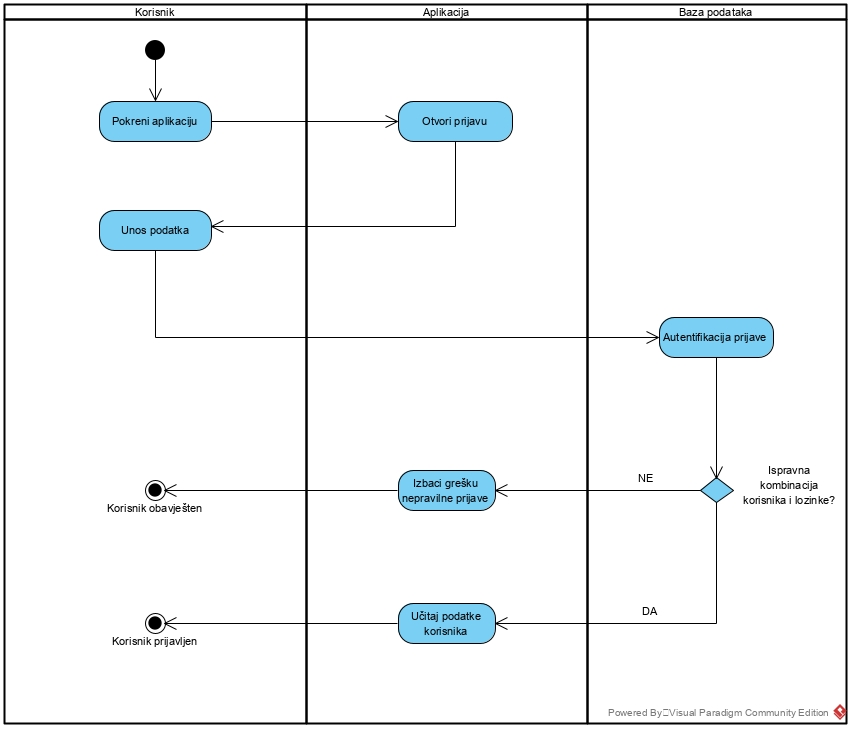 Korisnik
Aplikacija
Baza podataka
Pokreni aplikaciju
Otvori prijavu
Unos podatka
Autentifikacija prijave
Ispravna
kombinacija
korisnika i lozinke?
NE
Izbaci grešku
nepravilne prijave
Korisnik obavješten
DA
Učitaj podatke
korisnika
Korisnik prijavljen
Powered By Visual Paradigm Community Edition